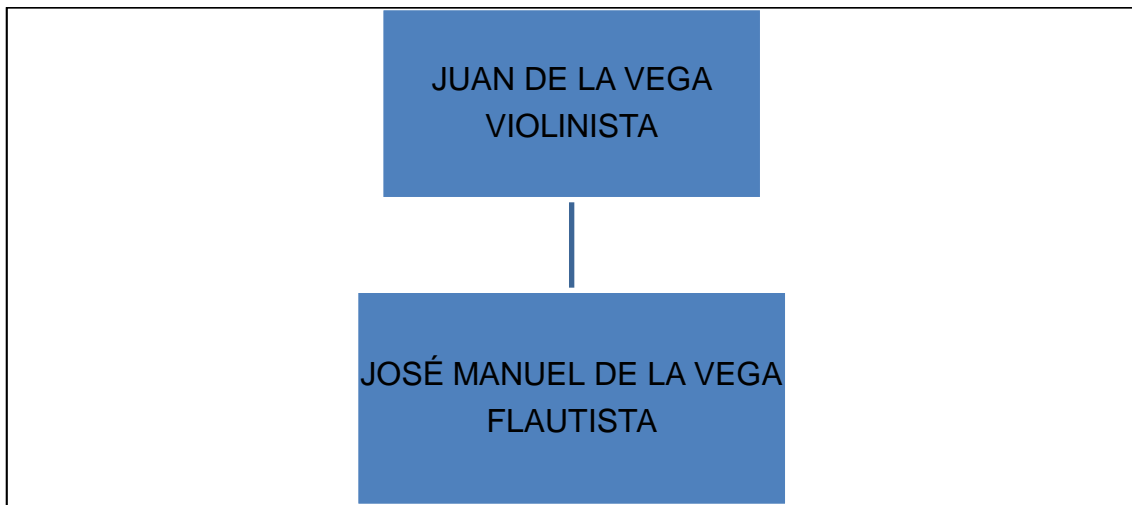 JUAN DE LA VEGA
VIOLINISTA
JOSÉ MANUEL DE LA VEGA
FLAUTISTA